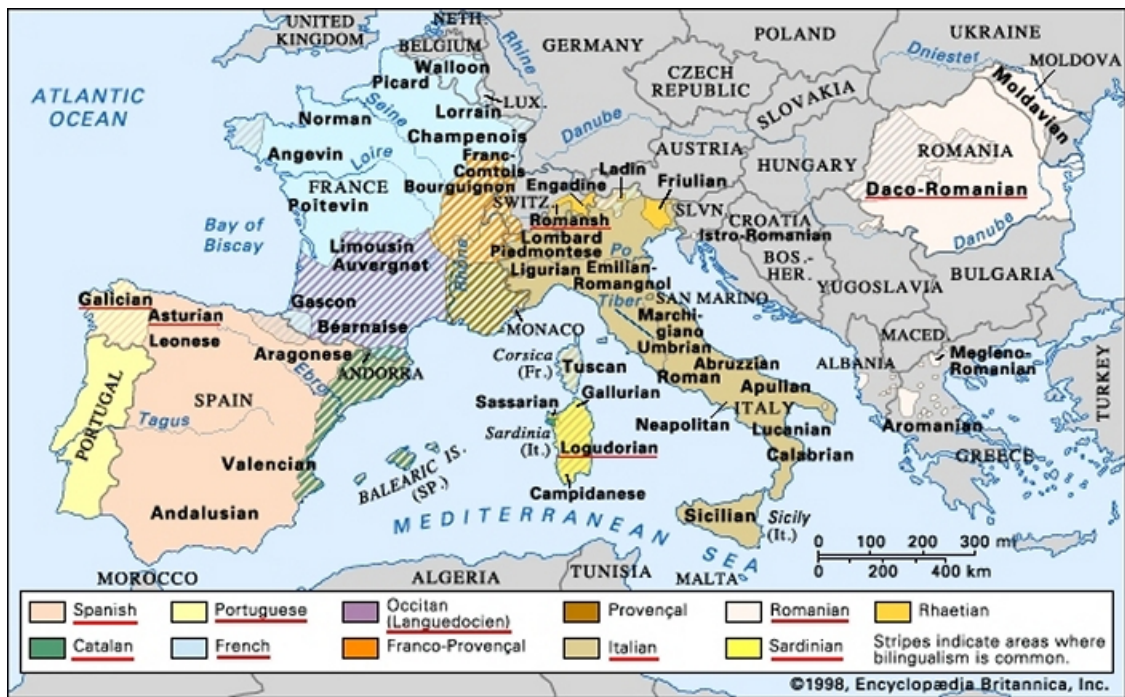 UNITED
KINGDOM
NETH.
BELGIUM
Rhine
GERMANY
POLAND
UKRAINE
Dniester
MOLDOVA
Moldavian
Walloon
Picard
LUX.
CZECH
REPUBLIC
SLOVAKIA
ATLANTIC
OCEAN
Norman
Seine
Lorrain
Champenois
Danube
AUSTRIA
HUNGARY
ROMANIA
Daco-Romanian
Angevin
Loire
Franc-
Comtois
Bourguignon
FRANCE
Poitevin
SWITZ.
Engadine
Ladin
Friulian
Romansh
SLVN.
CROATIA
Istro-Romanian
Danube
Bay of
Biscay
Limousin
Auvergnat
Rhône
Lombard
Piedmontese
Po
BOS.-
HER.
YUGOSLAVIA
BULGARIA
Ligurian
Emilian-
Romangnol
Tiber
SAN MARINO
Galician
Asturian
Leonese
Gascon
Béarnaise
MONACO
Marchi-
giano
Umbrian
MACED.
ALBANIA
Megleno-
Romanian
Aragonese
ANDORRA
Ebro
Corsica
(Fr.)
Tuscan
Roman
Abruzzian
Apulian
TURKEY
PORTUGAL
SPAIN
Tagus
Sassarian
Gallurian
Neapolitan
ITALY
Lucanian
Aromanian
Sardinia
(It.)
Logudorian
Calabrian
GREECE
Valencian
BALEARIC IS.
(SP.)
Campidanese
Andalusian
MEDITERRANEAN SEA
Sicilian
Sicily
(It.)
0 100 200 300 mi
0 200 400 km
MOROCCO
ALGERIA
TUNISIA
MALTA
Spanish
Portuguese
Occitan
(Languedocien)
Provençal
Romanian
Rhaetian
Catalan
French
Franco-Provençal
Italian
Sardinian
Stripes indicate areas where
bilingualism is common.
©1998, Encyclopædia Britannica, Inc.